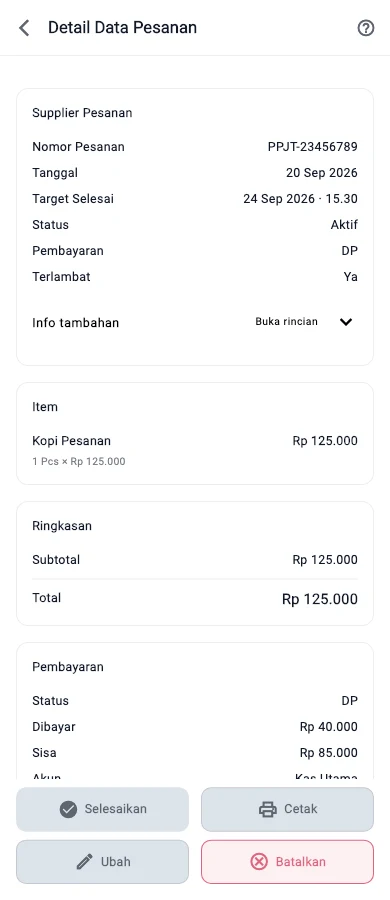 Detail Data Pesanan
Supplier Pesanan
Nomor Pesanan PPJT-23456789
Tanggal 20 Sep 2026
Target Selesai 24 Sep 2026 · 15.30
Status Aktif
Pembayaran DP
Terlambat Ya
Info tambahan Buka rincian
Item
Kopi Pesanan Rp 125.000
1 Pcs × Rp 125.000
Ringkasan
Subtotal Rp 125.000
Total Rp 125.000
Pembayaran
Status DP
Dibayar Rp 40.000
Sisa Rp 85.000
Akun Kas Utama
Selesaikan Cetak
Ubah Batalkan